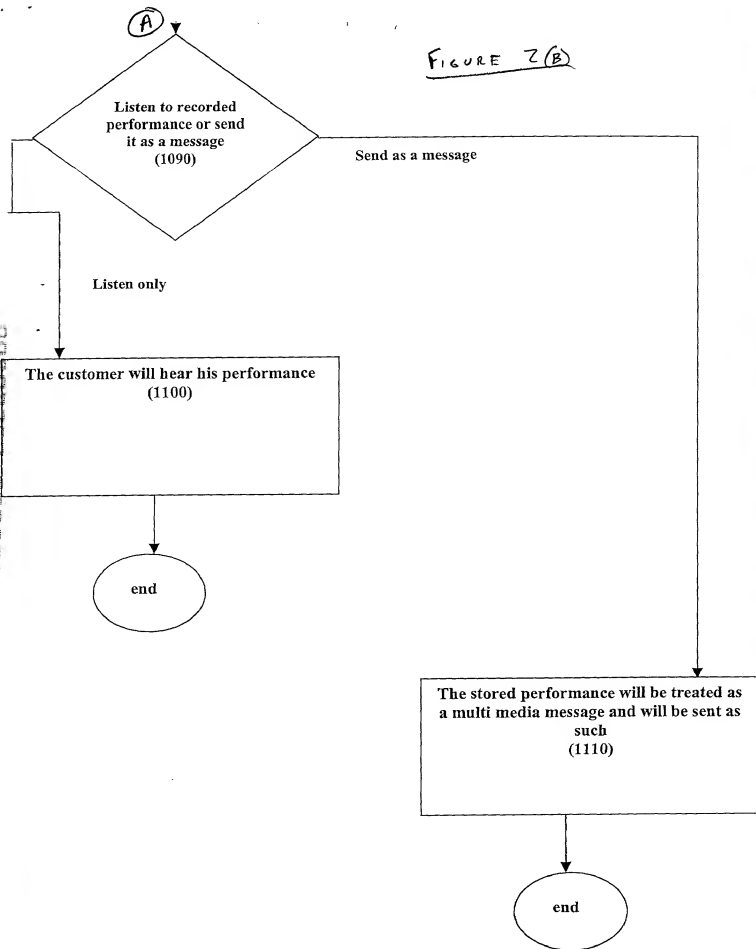 A
FIGURE 2(B)
Listen to recorded
performance or send
it as a message
(1090)
Send as a message
Listen only
The customer will hear his performance
(1100)
end
The stored performance will be treated as
a multi media message and will be sent as
such
(1110)
end